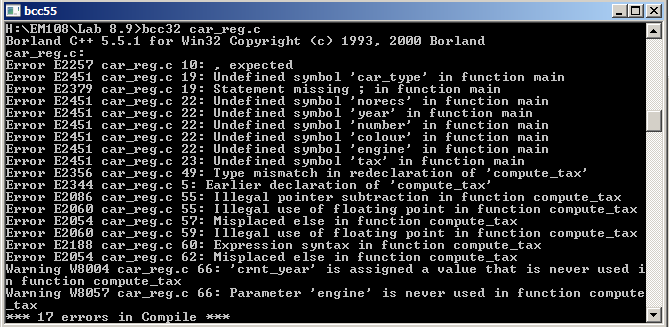 bcc55
H:\EM108\Lab 8.9>bcc32 car_reg.c
Borland C++ 5.5.1 for Win32 Copyright (c) 1993, 2000 Borland
car_reg.c:
Error E2257 car_reg.c 10: , expected
Error E2451 car_reg.c 19: Undefined symbol 'car_type' in function main
Error E2379 car_reg.c 19: Statement missing ; in function main
Error E2451 car_reg.c 22: Undefined symbol 'norecs' in function main
Error E2451 car_reg.c 22: Undefined symbol 'year' in function main
Error E2451 car_reg.c 22: Undefined symbol 'number' in function main
Error E2451 car_reg.c 22: Undefined symbol 'colour' in function main
Error E2451 car_reg.c 22: Undefined symbol 'engine' in function main
Error E2451 car_reg.c 23: Undefined symbol 'tax' in function main
Error E2356 car_reg.c 49: Type mismatch in redeclaration of 'compute_tax'
Error E2344 car_reg.c 5: Earlier declaration of 'compute_tax'
Error E2086 car_reg.c 55: Illegal pointer subtraction in function compute_tax
Error E2060 car_reg.c 55: Illegal use of floating point in function compute_tax
Error E2054 car_reg.c 57: Misplaced else in function compute_tax
Error E2060 car_reg.c 59: Illegal use of floating point in function compute_tax
Error E2188 car_reg.c 60: Expression syntax in function compute_tax
Error E2054 car_reg.c 62: Misplaced else in function compute_tax
Warning W8004 car_reg.c 66: 'crnt_year' is assigned a value that is never used i
n function compute_tax
Warning W8057 car_reg.c 66: Parameter 'engine' is never used in function compute
_tax
*** 17 errors in Compile ***